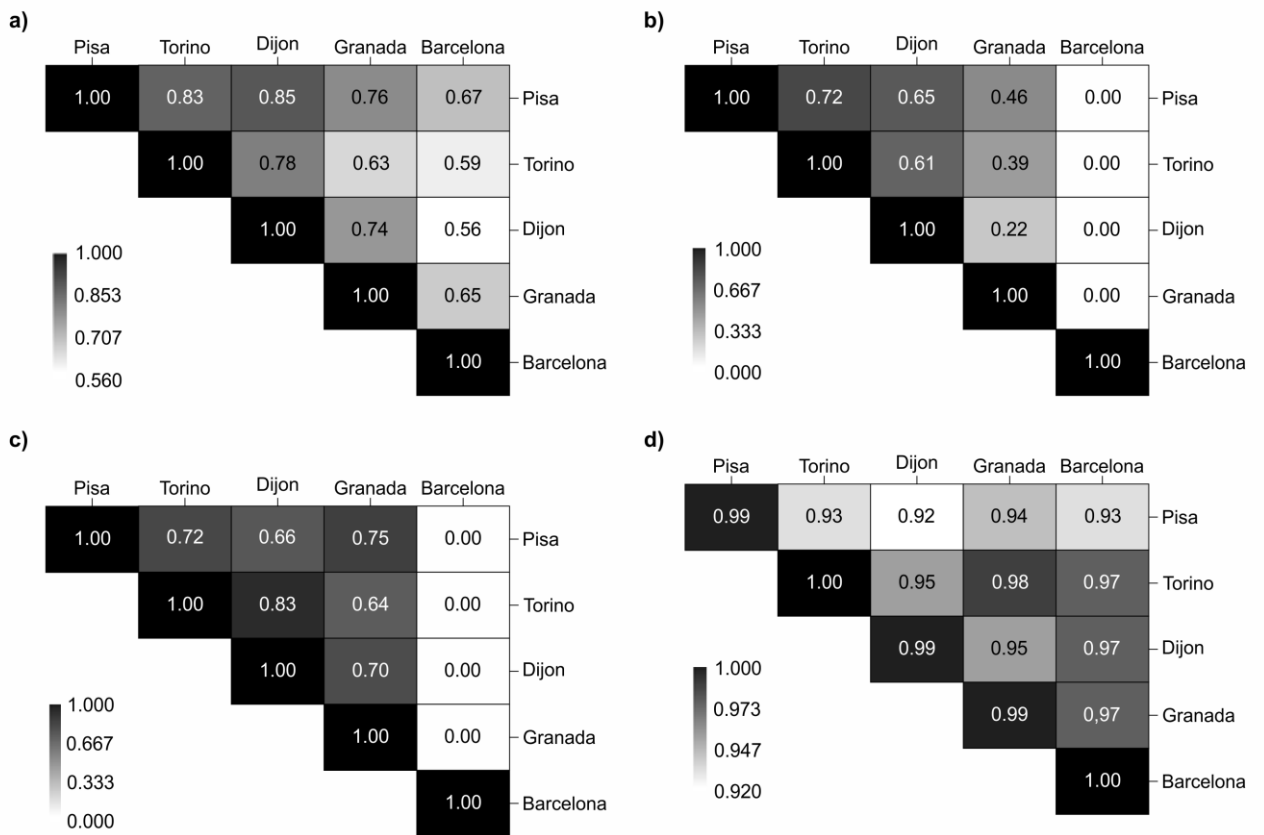 a)
Pisa Torino Dijon Granada Barcelona
1.00 0.83 0.85 0.76 0.67 Pisa
1.00 0.78 0.63 0.59 Torino
1.00 0.74 0.56 Dijon
1.00 0.65 Granada
1.00 Barcelona
1.000
0.853
0.707
0.560
b)
Pisa Torino Dijon Granada Barcelona
1.00 0.72 0.65 0.46 0.00 Pisa
1.00 0.61 0.39 0.00 Torino
1.00 0.22 0.00 Dijon
1.00 0.00 Granada
1.00 Barcelona
1.000
0.667
0.333
0.000
c)
Pisa Torino Dijon Granada Barcelona
1.00 0.72 0.66 0.75 0.00 Pisa
1.00 0.83 0.64 0.00 Torino
1.00 0.70 0.00 Dijon
1.00 0.00 Granada
1.00 Barcelona
1.000
0.667
0.333
0.000
d)
Pisa Torino Dijon Granada Barcelona
0.99 0.93 0.92 0.94 0.93 Pisa
1.00 0.95 0.98 0.97 Torino
0.99 0.95 0.97 Dijon
0.99 0,97 Granada
1.00 Barcelona
1.000
0.973
0.947
0.920